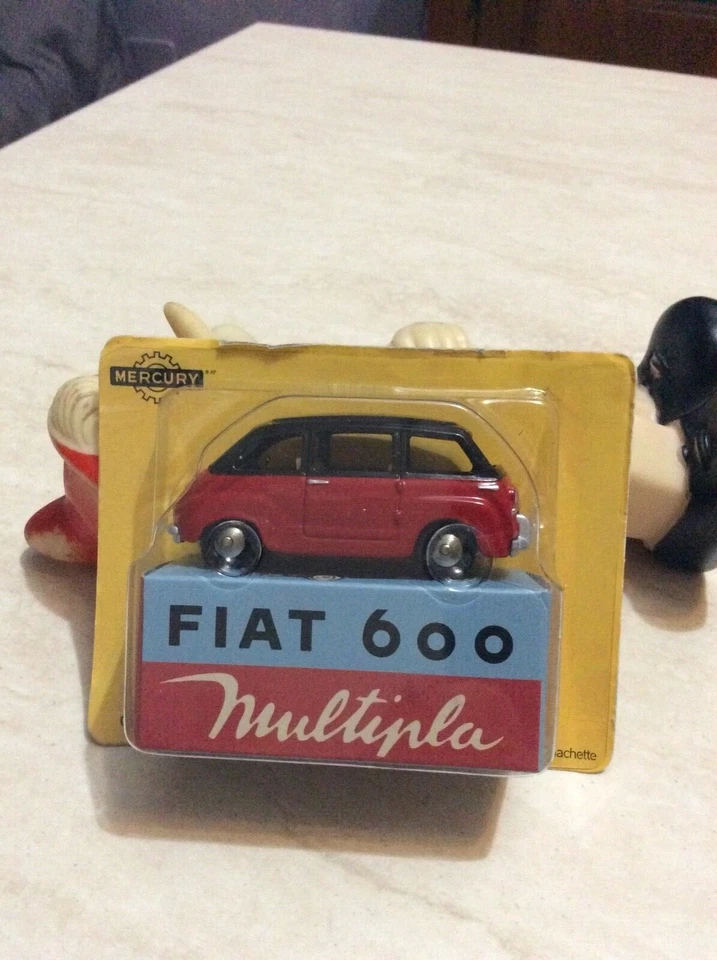 MERCURY
FIAT 600
Multipla
achette